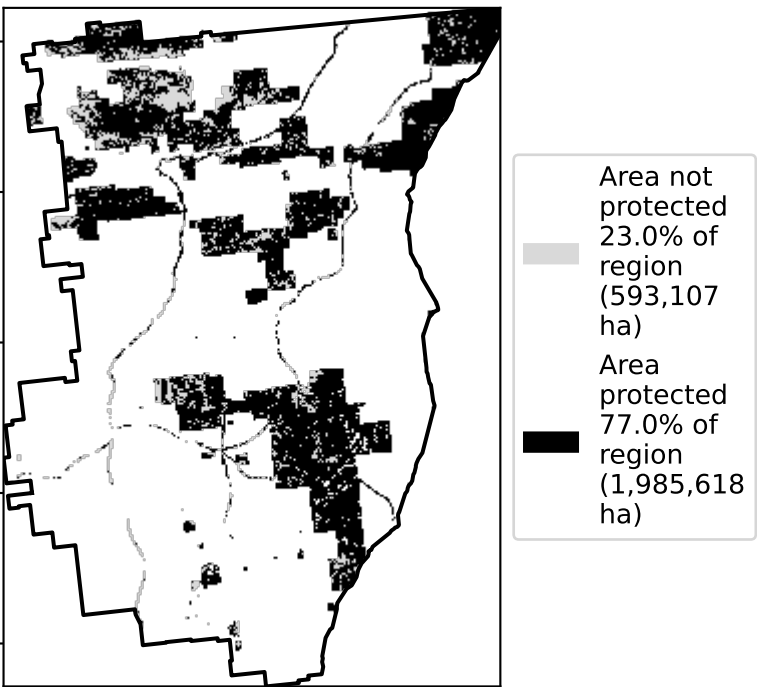 Area not
protected
23.0% of
region
(593,107
ha)
Area
protected
77.0% of
region
(1,985,618
ha)